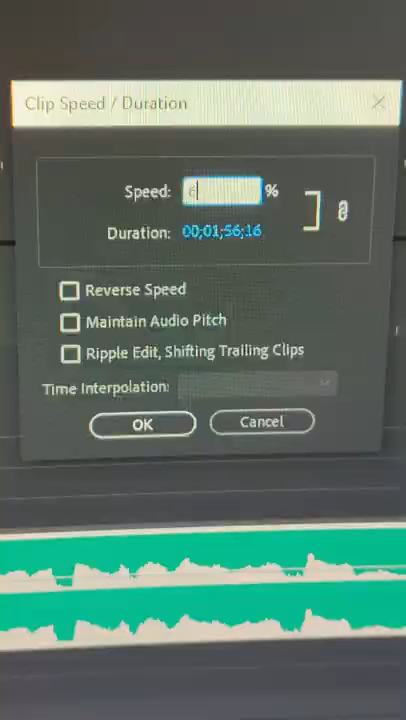 Clip Speed / Duration
Speed: 6 %
Duration: 00;01;56;16
Reverse Speed
Maintain Audio Pitch
Ripple Edit, Shifting Trailing Clips
Time Interpolation:
OK Cancel